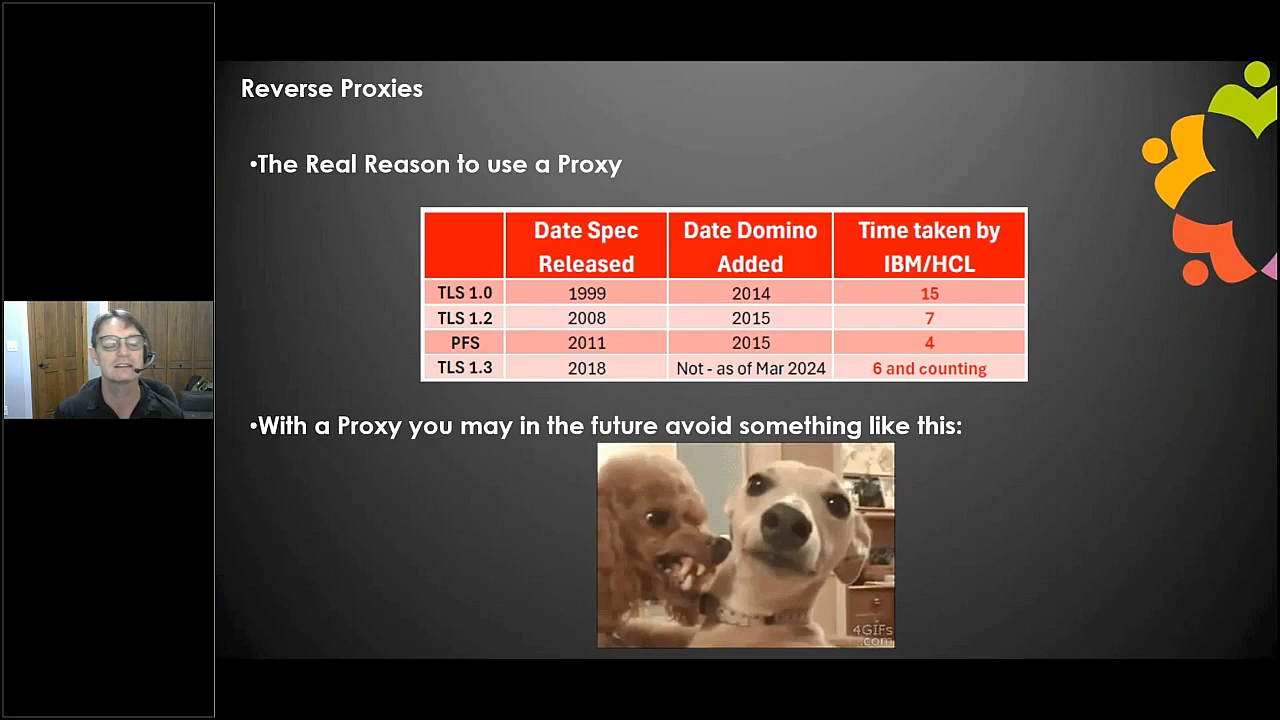 Reverse Proxies
•The Real Reason to use a Proxy
Date Spec Released Date Domino Added Time taken by IBM/HCL
TLS 1.0 1999 2014 15
TLS 1.2 2008 2015 7
PFS 2011 2015 4
TLS 1.3 2018 Not - as of Mar 2024 6 and counting
•With a Proxy you may in the future avoid something like this:
4GIFs
.com